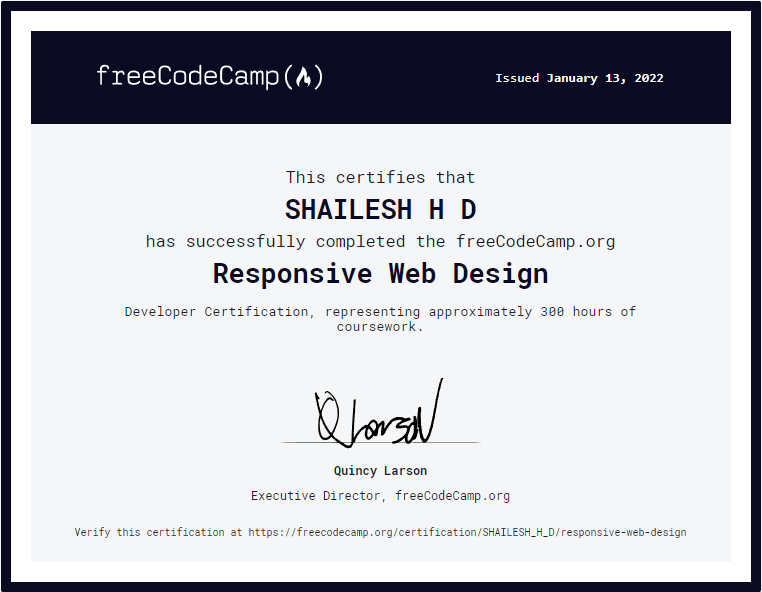 freeCodeCamp
Issued January 13, 2022
This certifies that
SHAILESH H D
has successfully completed the freeCodeCamp.org
Responsive Web Design
Developer Certification, representing approximately 300 hours of
coursework.
Q Larson
Quincy Larson
Executive Director, freeCodeCamp.org
Verify this certification at https://freecodecamp.org/certification/SHAILESH_H_D/responsive-web-design